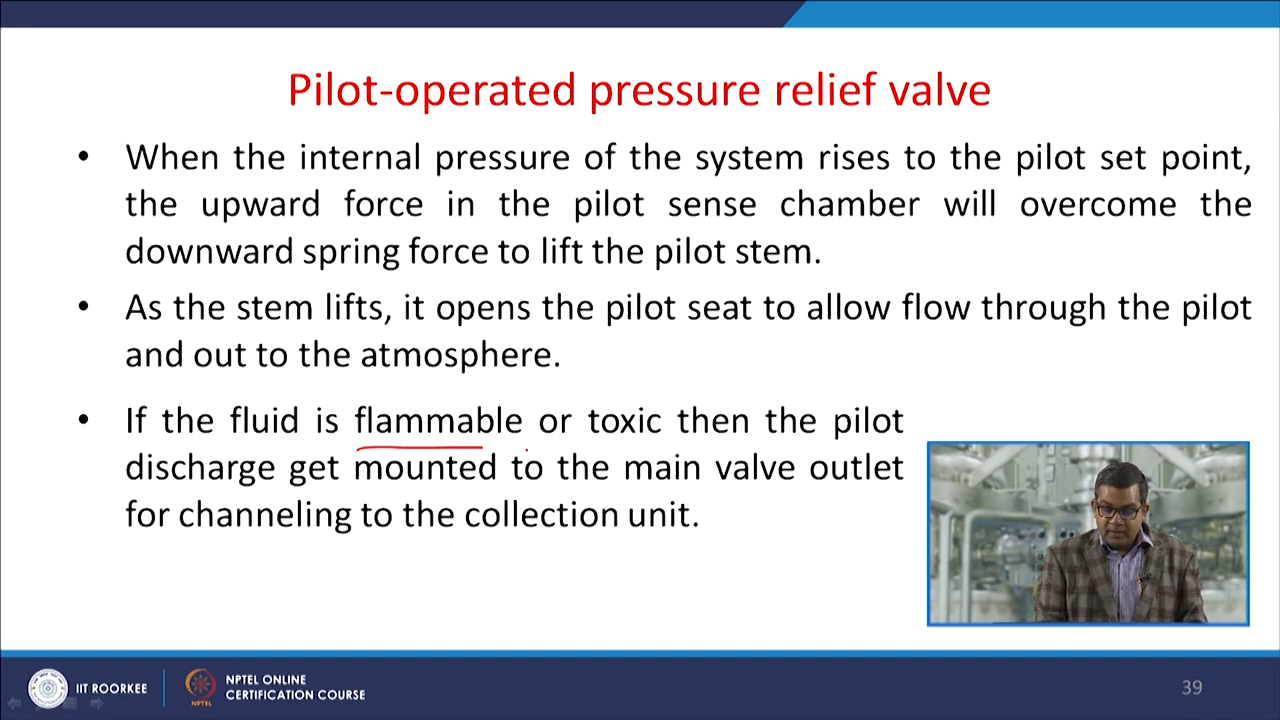 Pilot-operated pressure relief valve
• When the internal pressure of the system rises to the pilot set point,
the upward force in the pilot sense chamber will overcome the
downward spring force to lift the pilot stem.
• As the stem lifts, it opens the pilot seat to allow flow through the pilot
and out to the atmosphere.
• If the fluid is flammable or toxic then the pilot
discharge get mounted to the main valve outlet
for channeling to the collection unit.
IIT ROORKEE
NPTEL
NPTEL ONLINE
CERTIFICATION COURSE
39